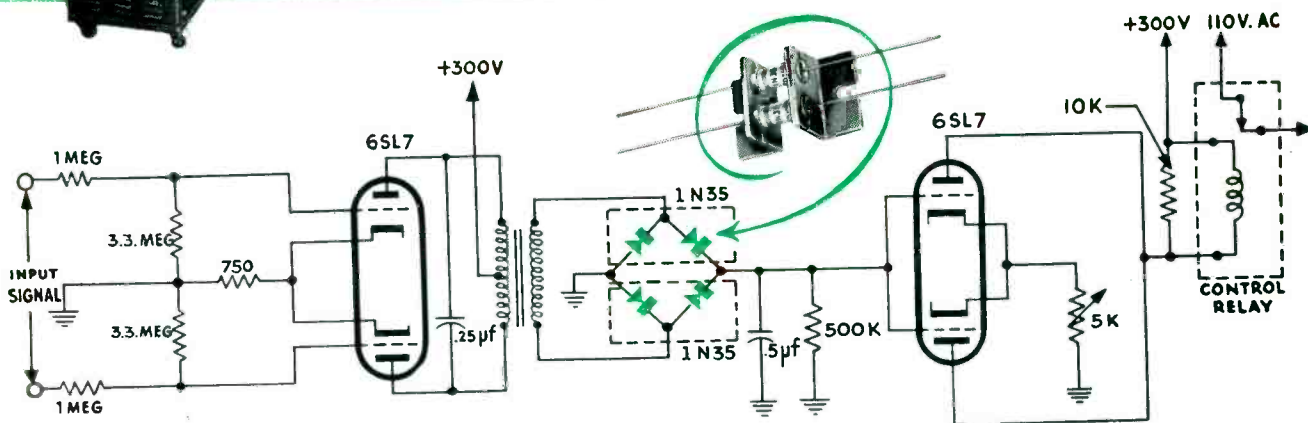 +300V
110V. AC
+300V
10K
1 MEG
6SL7
6SL7
1N35
3.3. MEG
INPUT
SIGNAL
750
.25µf
3.3. MEG
1N35
.5µf
500K
5K
CONTROL
RELAY
1 MEG